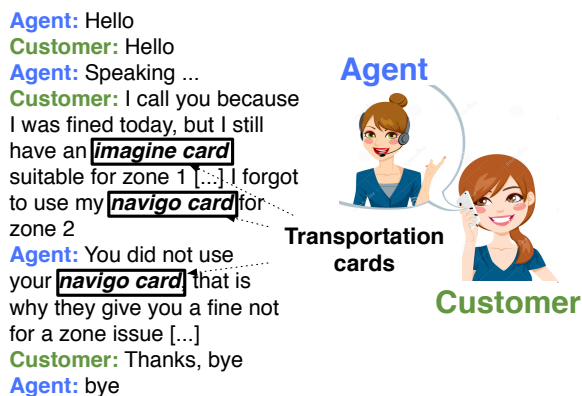 Agent: Hello
Customer: Hello
Agent: Speaking ...
Customer: I call you because
I was fined today, but I still
have an imagine card
suitable for zone 1 [...] I forgot
to use my navigo card for
zone 2
Agent: You did not use
your navigo card, that is
why they give you a fine not
for a zone issue [...]
Customer: Thanks, bye
Agent: bye
Agent
Transportation
cards
Customer